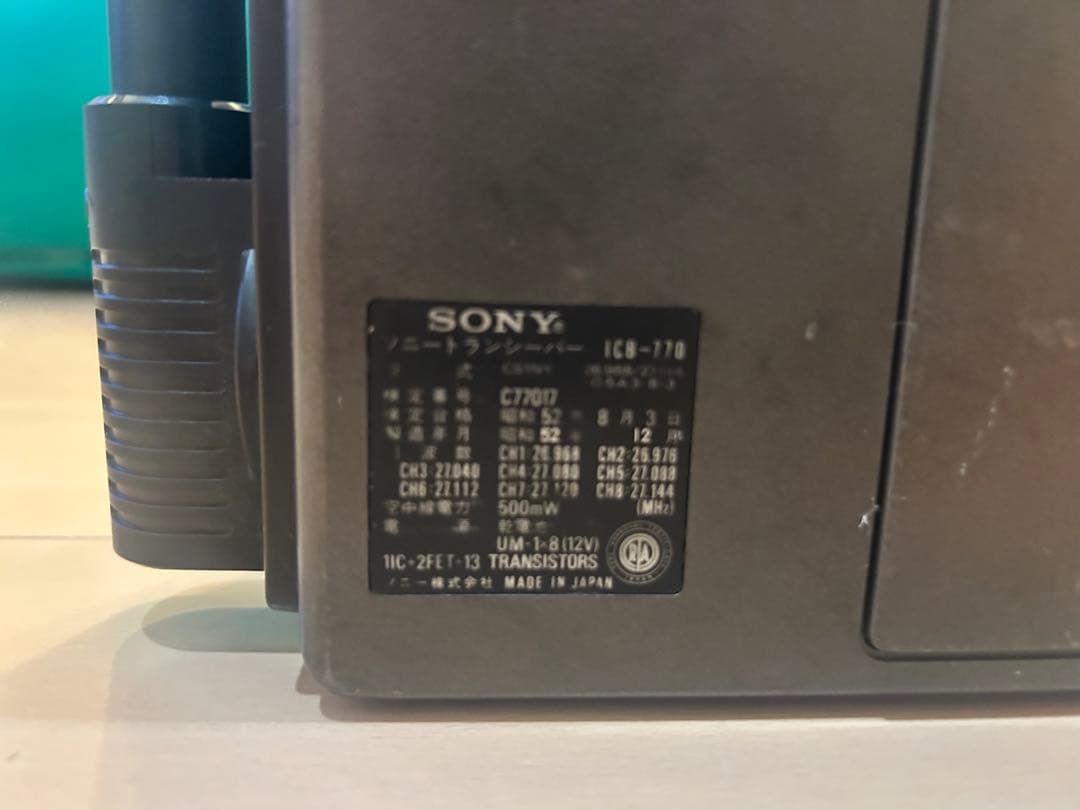 SONY®
ソニートランシーバー ICB-770
式
検定番号 C77017
検定合格 昭和 52年 8月3日
製造年月 昭和 52年 12月
波数 CH1:26.968 CH2:26.976
CH3:27.040 CH4:27.080 CH5:27.088
CH6:27.112 CH7:27.120 CH8:27.144
空中線電力 500mW (MHz)
電 源 乾電池
UM-1×8(12V)
1IC·2FET·13 TRANSISTORS
ソニー株式会社 MADE IN JAPAN